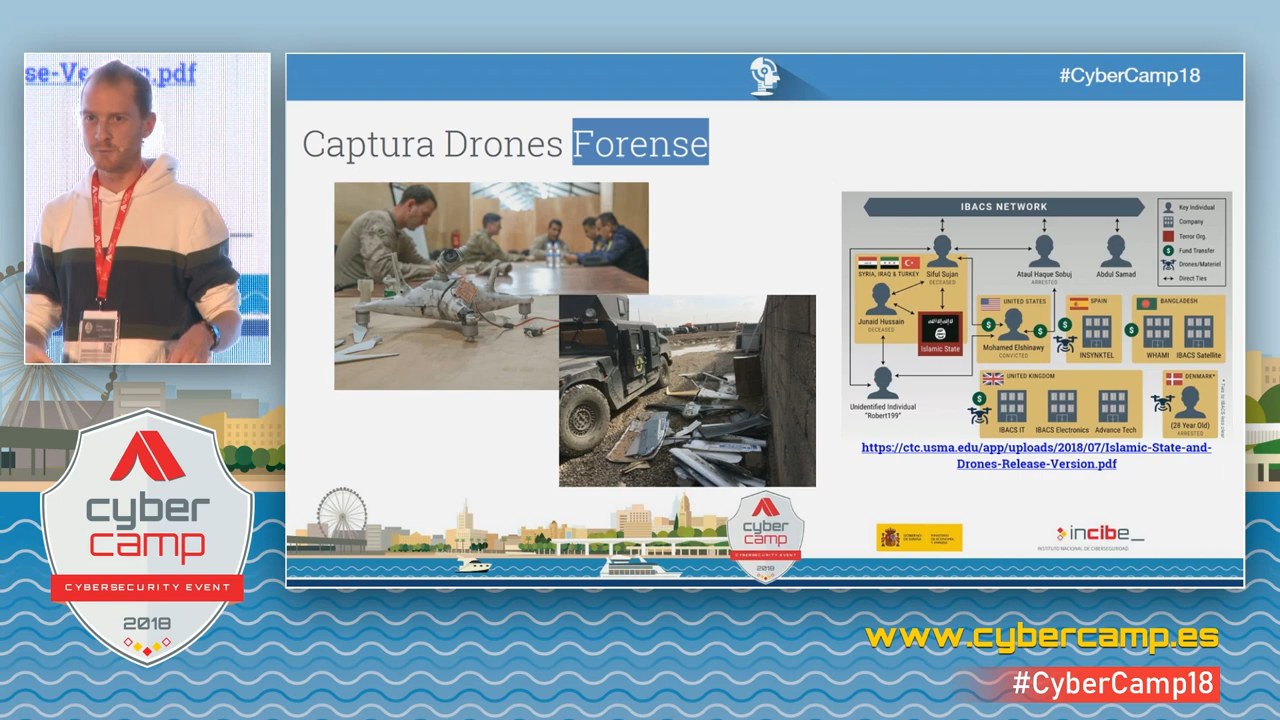 se-Ve n.pdf
#CyberCamp18
Captura Drones Forense
IBACS NETWORK
Key Individual
Company
Terror Org.
Fund Transfer
Drones/Materiel
Direct Ties
SYRIA, IRAQ & TURKEY
Siful Sujan
DECEASED
Ataul Haque Sobuj
ARRESTED
Abdul Samad
Junaid Hussain
DECEASED
Islamic State
UNITED STATES
Mohamed Elshinawy
CONVICTED
SPAIN
INSYNKTEL
BANGLADESH
WHAMI
IBACS Satellite
Unidentified Individual
"Robert199"
UNITED KINGDOM
IBACS IT
IBACS Electronics
Advance Tech
DENMARK*
(28 Year Old)
ARRESTED
https://ctc.usma.edu/app/uploads/2018/07/Islamic-State-and-
Drones-Release-Version.pdf
cyber
camp
CYBERSECURITY EVENT
2018
incibe_
INSTITUTO NACIONAL DE CIBERSEGURIDAD
cyber
camp
CYBERSECURITY EVENT
2018
www.cybercamp.es
#CyberCamp18